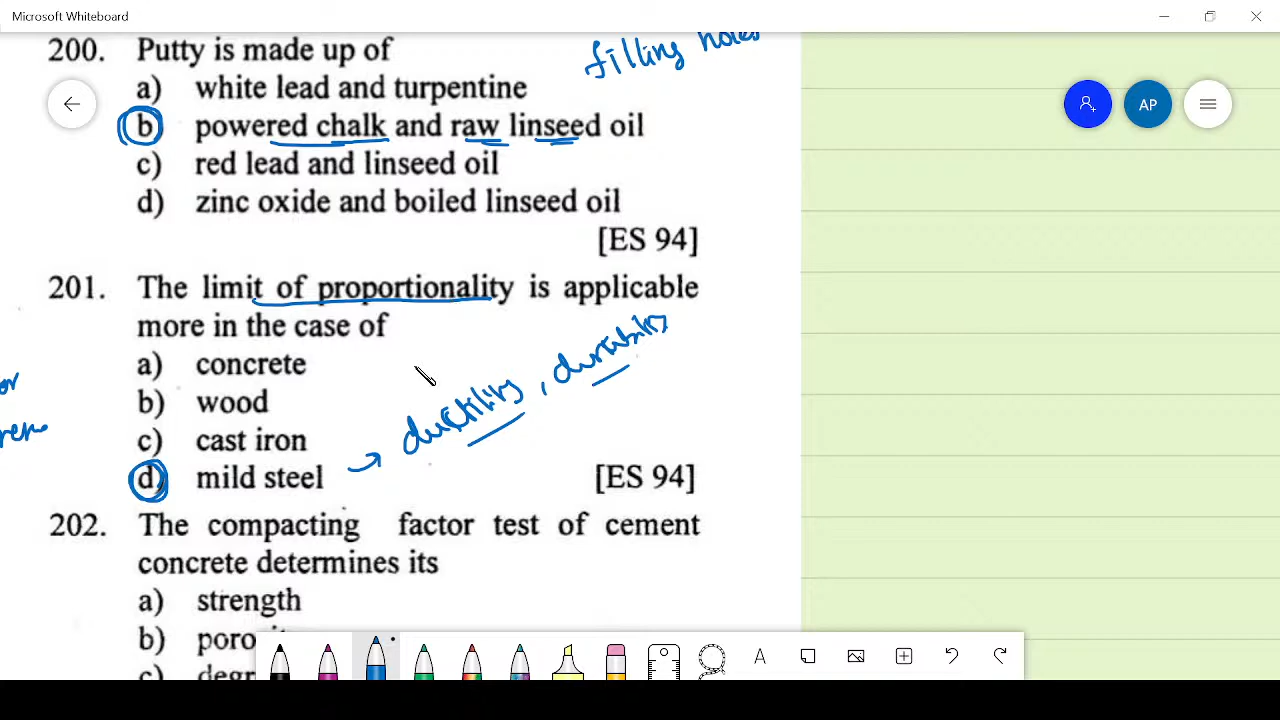 Microsoft Whiteboard
200. Putty is made up of
filling holes
a) white lead and turpentine
b) powered chalk and raw linseed oil
c) red lead and linseed oil
d) zinc oxide and boiled linseed oil
[ES 94]
AP
201. The limit of proportionality is applicable
more in the case of
a) concrete
b) wood
c) cast iron
d) mild steel → ductility, durability
[ES 94]
202. The compacting factor test of cement
concrete determines its
a) strength
b)
c)
A